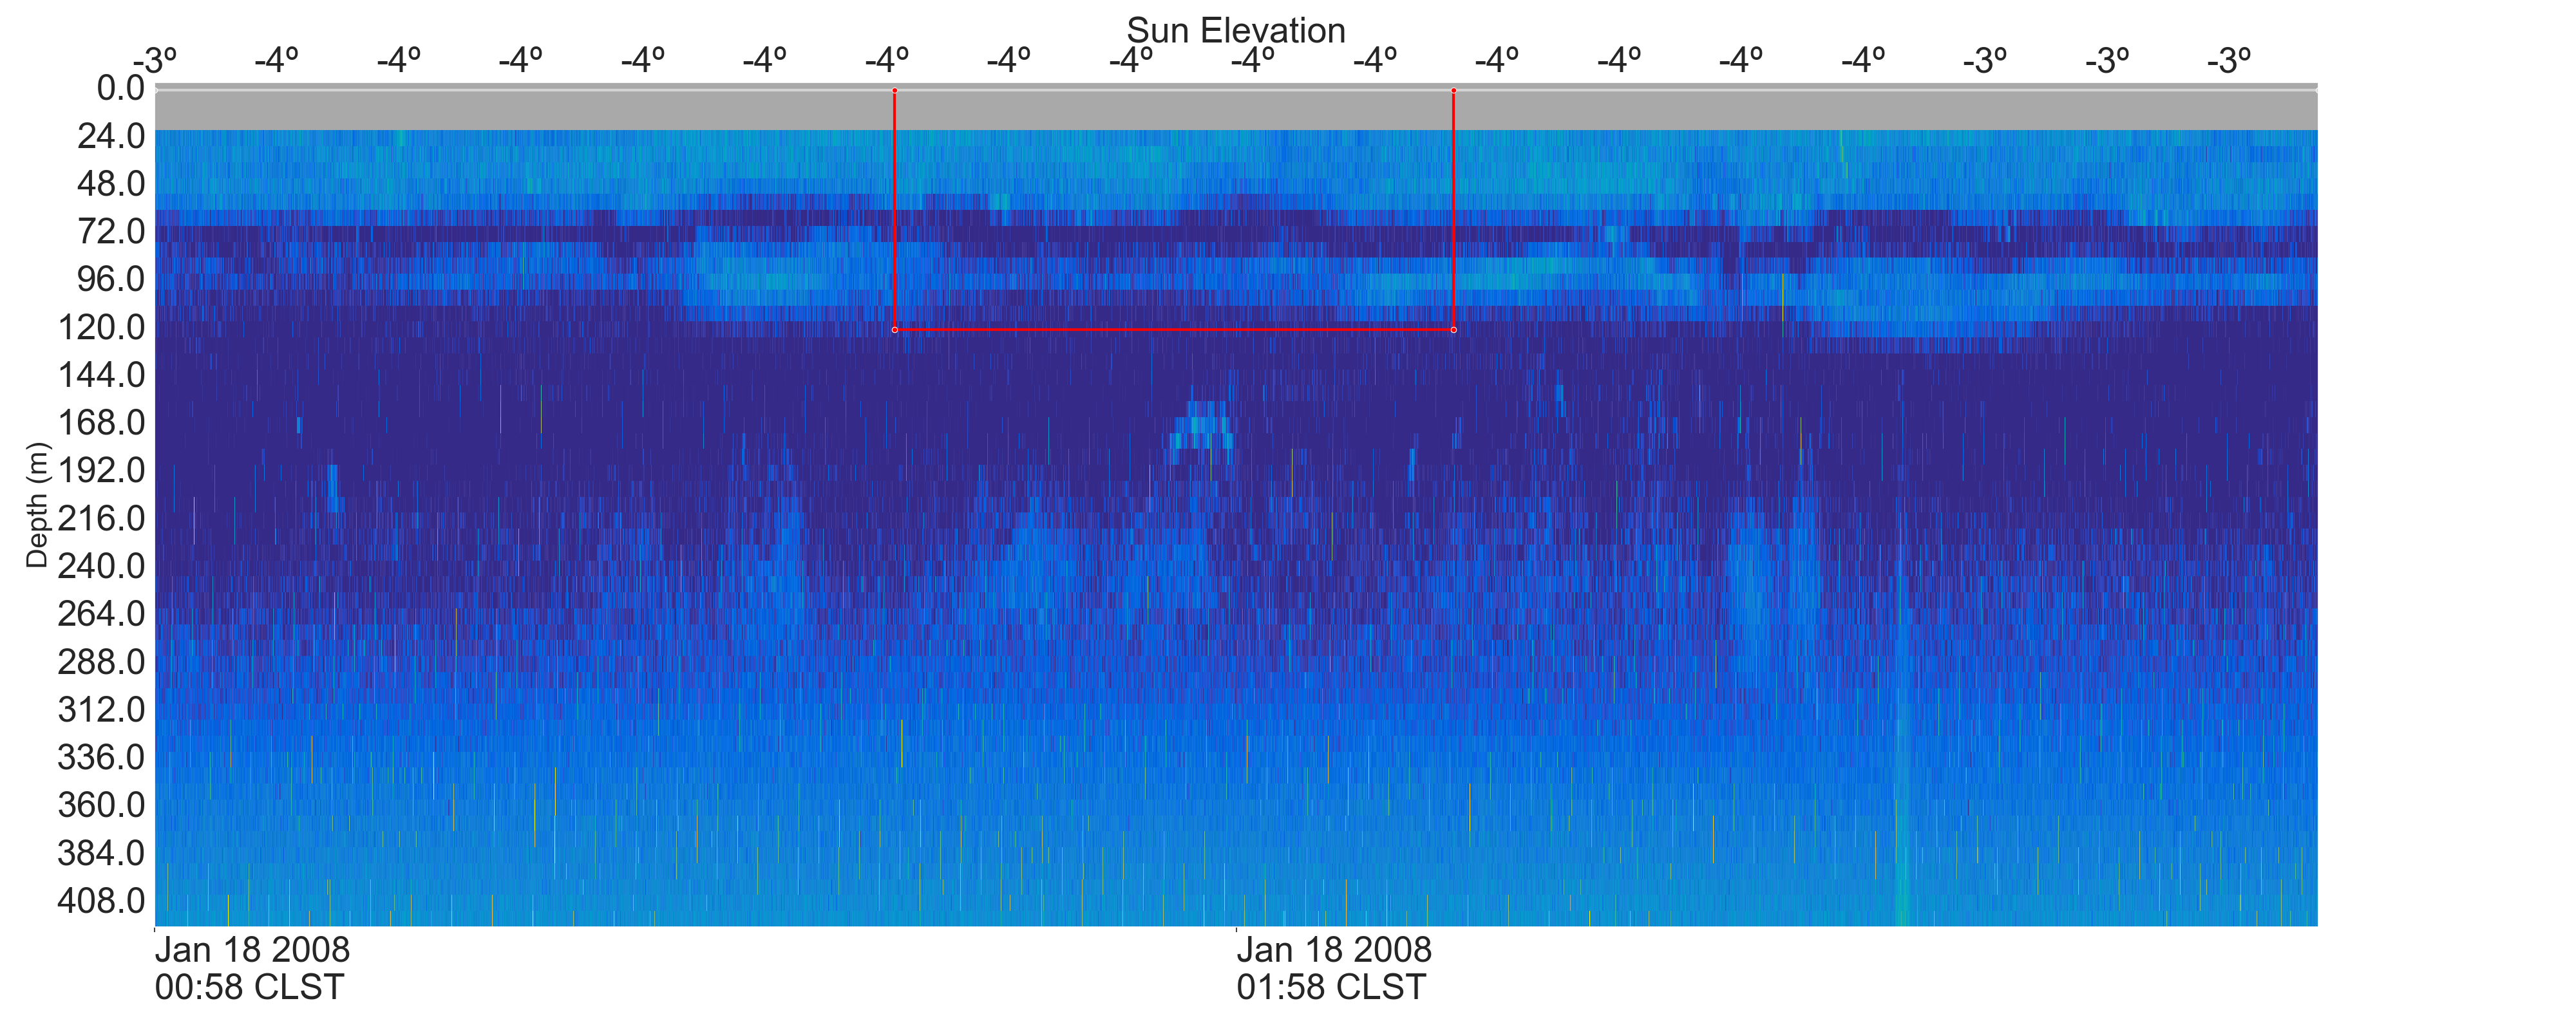 Sun Elevation
-3º -4º -4º -4º -4º -4º -4º -4º -4º -4º -4º -4º -4º -4º -4º -3º -3º -3º
0.0
24.0
48.0
72.0
96.0
120.0
144.0
168.0
192.0
216.0
240.0
264.0
288.0
312.0
336.0
360.0
384.0
408.0
Depth (m)
Jan 18 2008
00:58 CLST
Jan 18 2008
01:58 CLST